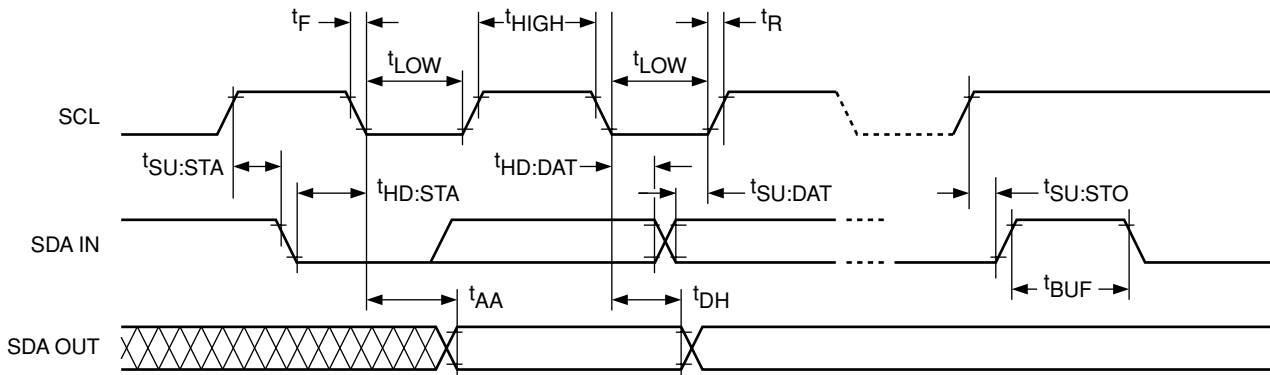 tF
tHIGH
tR
tLOW
tLOW
SCL
tSU:STA
tHD:STA
tHD:DAT
tSU:DAT
tSU:STO
SDA IN
tBUF
tAA
tDH
SDA OUT